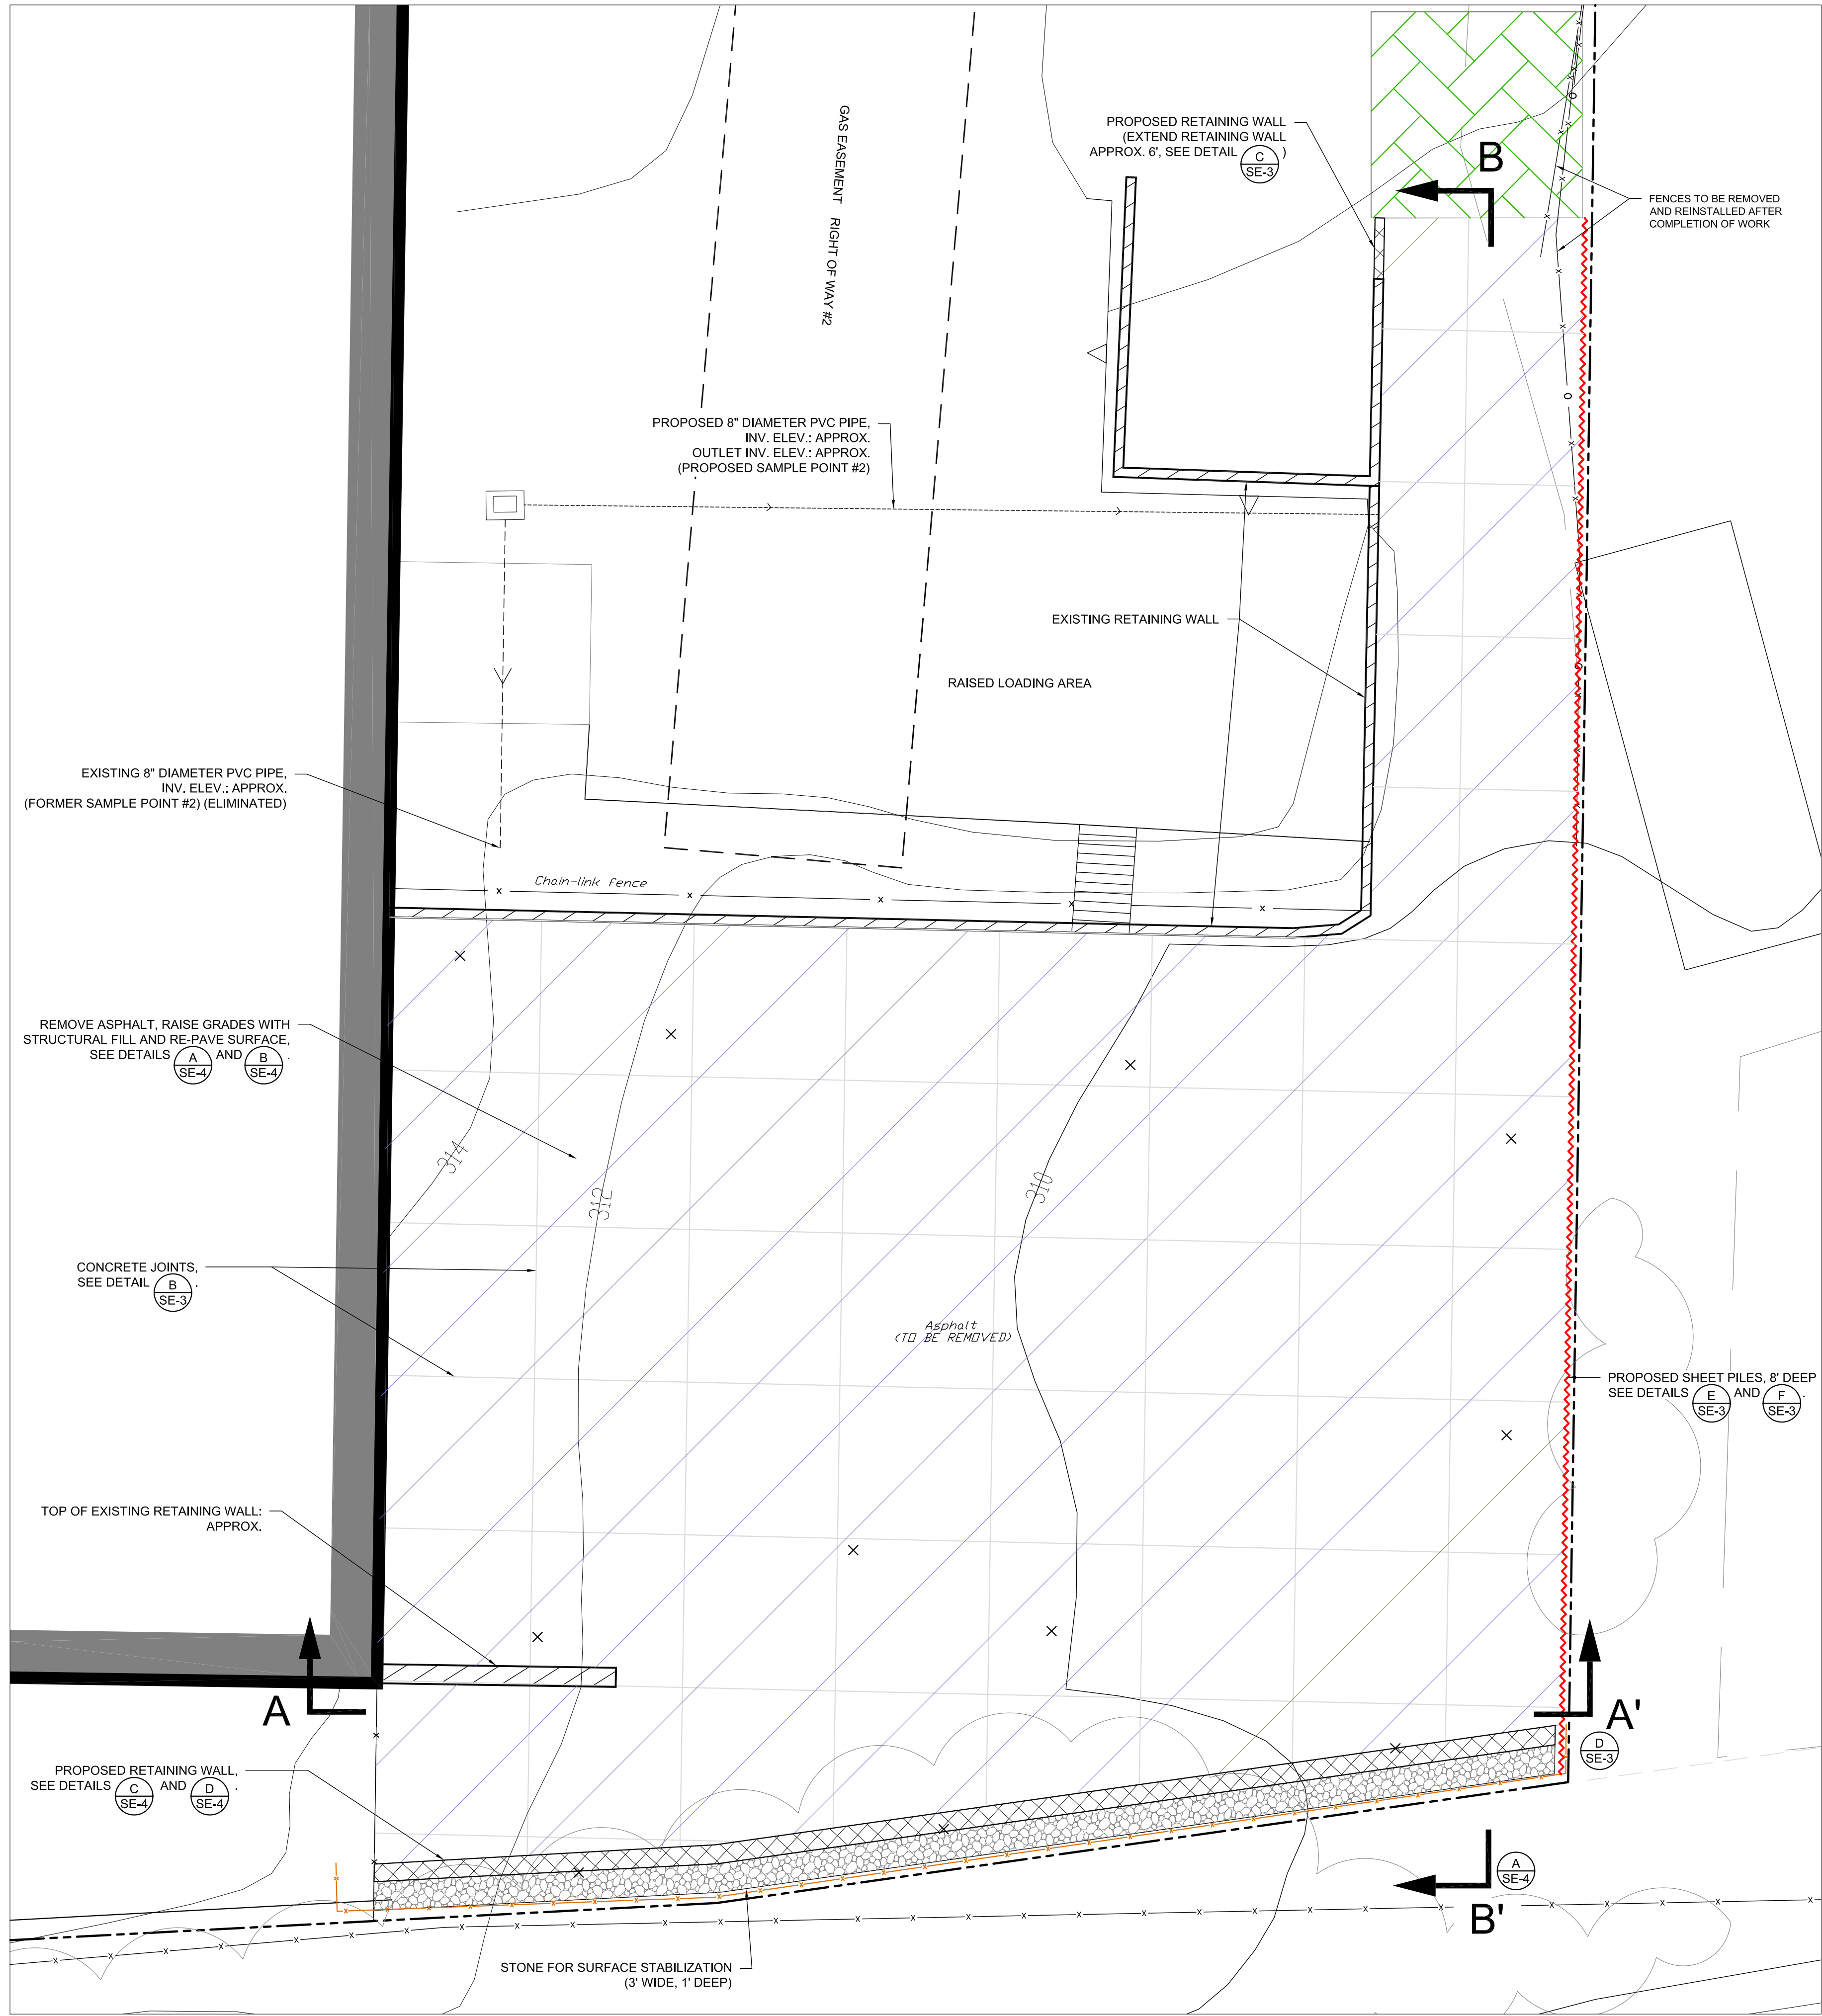 GAS EASEMENT RIGHT OF WAY #2
PROPOSED RETAINING WALL
(EXTEND RETAINING WALL
APPROX. 6', SEE DETAIL C )
SE-3
B
FENCES TO BE REMOVED
AND REINSTALLED AFTER
COMPLETION OF WORK
PROPOSED 8" DIAMETER PVC PIPE,
INV. ELEV.: APPROX.
OUTLET INV. ELEV.: APPROX.
(PROPOSED SAMPLE POINT #2)
EXISTING RETAINING WALL
RAISED LOADING AREA
EXISTING 8" DIAMETER PVC PIPE,
INV. ELEV.: APPROX.
(FORMER SAMPLE POINT #2) (ELIMINATED)
Chain-link fence
REMOVE ASPHALT, RAISE GRADES WITH
STRUCTURAL FILL AND RE-PAVE SURFACE,
SEE DETAILS A AND B .
SE-4 SE-4
314
312
310
CONCRETE JOINTS,
SEE DETAIL B .
SE-3
Asphalt
(TO BE REMOVED)
PROPOSED SHEET PILES, 8' DEEP
SEE DETAILS E AND F .
SE-3 SE-3
TOP OF EXISTING RETAINING WALL:
APPROX.
A
A'
D
SE-3
PROPOSED RETAINING WALL,
SEE DETAILS C AND D .
SE-4 SE-4
A
SE-4
B'
STONE FOR SURFACE STABILIZATION
(3' WIDE, 1' DEEP)